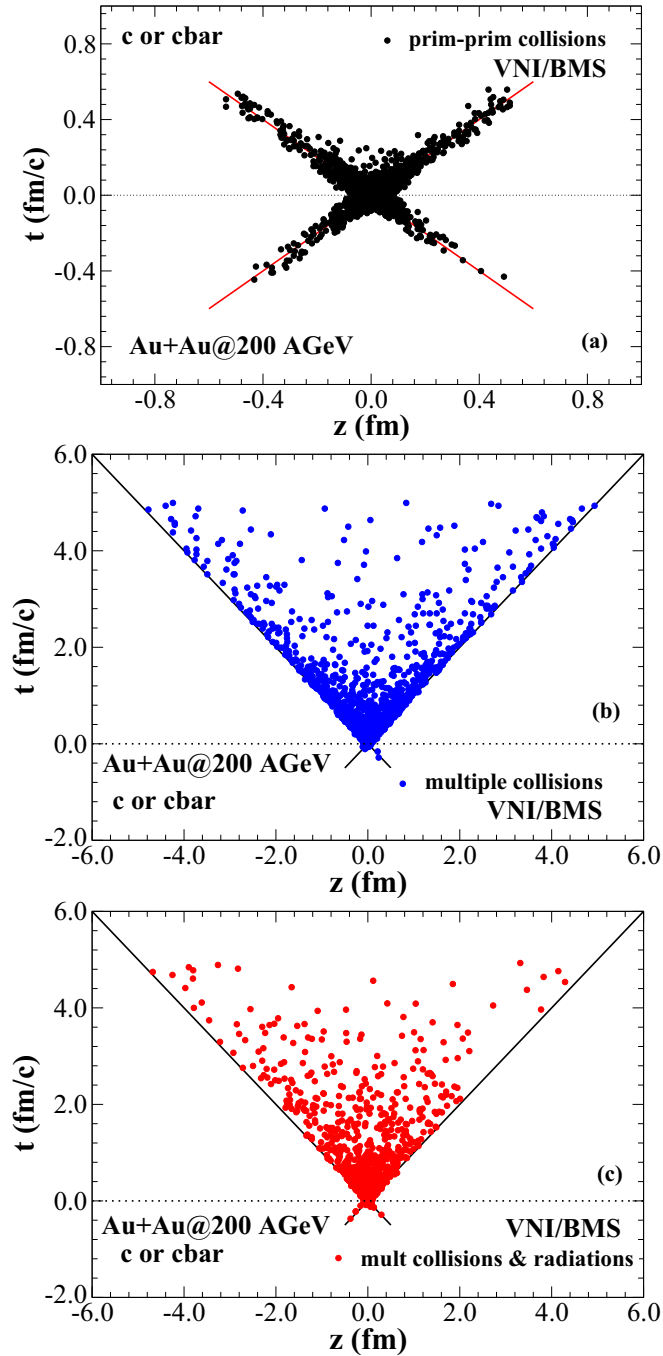 c or cbar
prim-prim collisions
VNI/BMS
0.8
0.4
0.0
-0.4
-0.8
t (fm/c)
Au+Au@200 AGeV
(a)
-0.8 -0.4 0.0 0.4 0.8
z (fm)
6.0
4.0
2.0
0.0
-2.0
t (fm/c)
(b)
Au+Au@200 AGeV
c or cbar
multiple collisions
VNI/BMS
-6.0 -4.0 -2.0 0.0 2.0 4.0 6.0
z (fm)
6.0
4.0
2.0
0.0
-2.0
t (fm/c)
(c)
Au+Au@200 AGeV
c or cbar
VNI/BMS
mult collisions & radiations
-6.0 -4.0 -2.0 0.0 2.0 4.0 6.0
z (fm)